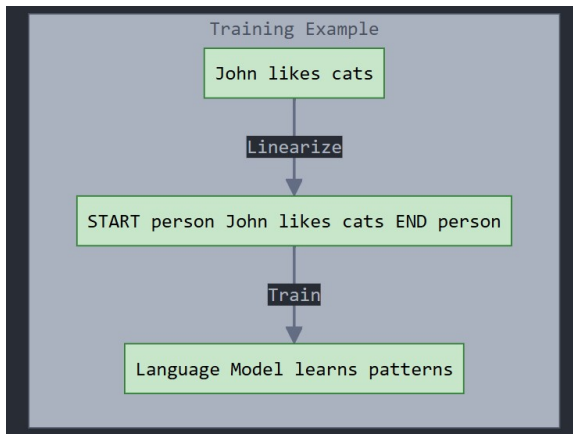 Training Example
John likes cats
Linearize
START person John likes cats END person
Train
Language Model learns patterns